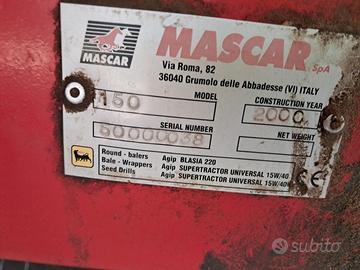 MASCAR SpA
MASCAR
Via Roma, 82
36040 Grumolo delle Abbadesse (VI) ITALY
MODEL
CONSTRUCTION YEAR
2000
SERIAL NUMBER
NET WEIGHT
Round - balers Agip BLASIA 220
Bale - Wrappers Agip SUPERTRACTOR UNIVERSAL 15W/40
Seed Drills Agip SUPERTRACTOR UNIVERSAL 15W/40
CE
subito